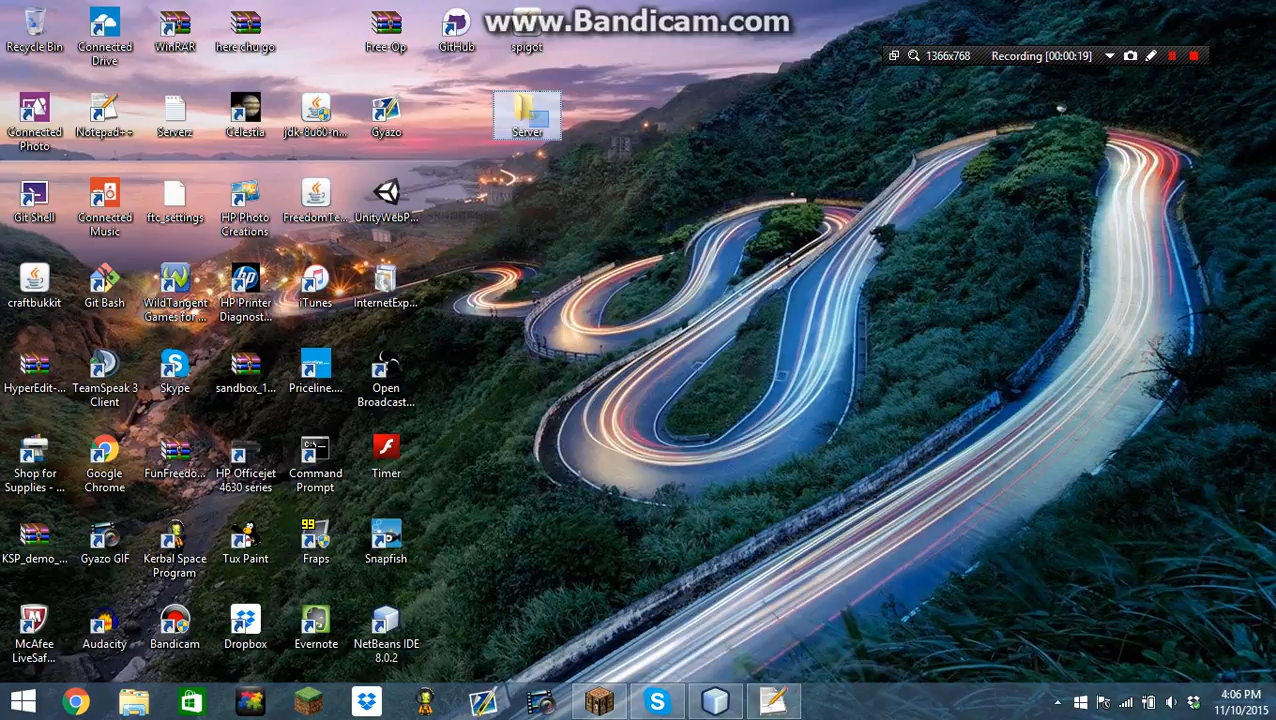 www.Bandicam.com
1366x768 Recording [00:00:19]
Recycle Bin
Connected
Drive
WinRAR
here chu go
Free-Op
GitHub
spigot
Connected
Photo
Notepad++
Serverz
Celestia
jdk-8u60-n...
Gyazo
Server
Git Shell
Connected
Music
ftc_settings
HP Photo
Creations
FreedomTe...
UnityWebP...
craftbukkit
Git Bash
WildTangent
Games for ...
HP Printer
Diagnost...
iTunes
InternetExp...
HyperEdit-...
TeamSpeak 3
Client
Skype
sandbox_1...
Priceline....
Open
Broadcast...
Shop for
Supplies - ...
Google
Chrome
FunFreedo...
HP Officejet
4630 series
C:\
Command
Prompt
Timer
KSP_demo_...
Gyazo GIF
Kerbal Space
Program
Tux Paint
99
Fraps
Snapfish
McAfee
LiveSaf...
Audacity
Bandicam
Dropbox
Evernote
NetBeans IDE
8.0.2
4:06 PM
11/10/2015